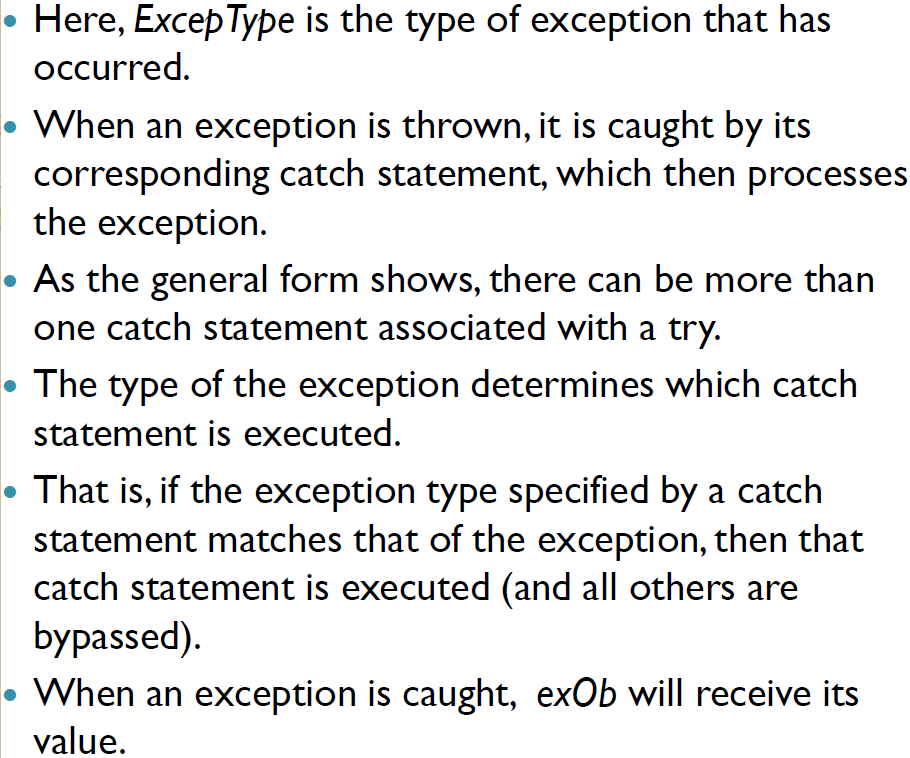 • Here, ExcepType is the type of exception that has
occurred.
• When an exception is thrown, it is caught by its
corresponding catch statement, which then processes
the exception.
• As the general form shows, there can be more than
one catch statement associated with a try.
• The type of the exception determines which catch
statement is executed.
• That is, if the exception type specified by a catch
statement matches that of the exception, then that
catch statement is executed (and all others are
bypassed).
• When an exception is caught, exOb will receive its
value.